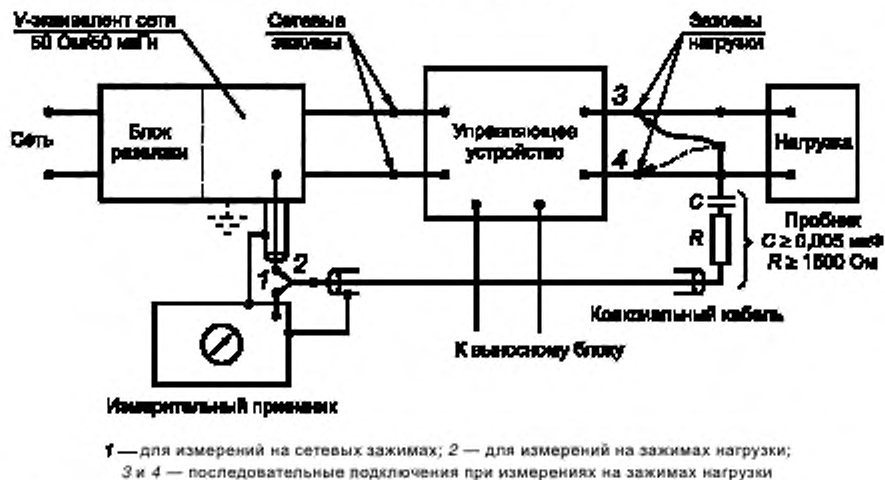 V-эквивалент сети
50 Ом/50 мкГн
Сетевые
зажимы
Зажимы
нагрузки
Сеть
Блок
развязки
Управляющее
устройство
3
4
Нагрузка
C
R
Пробник
C ≥ 0,005 мкФ
R ≥ 1500 Ом
1
2
Коаксиальный кабель
К выносному блоку
Измерительный приемник
1 — для измерений на сетевых зажимах; 2 — для измерений на зажимах нагрузки;
3 и 4 — последовательные подключения при измерениях на зажимах нагрузки